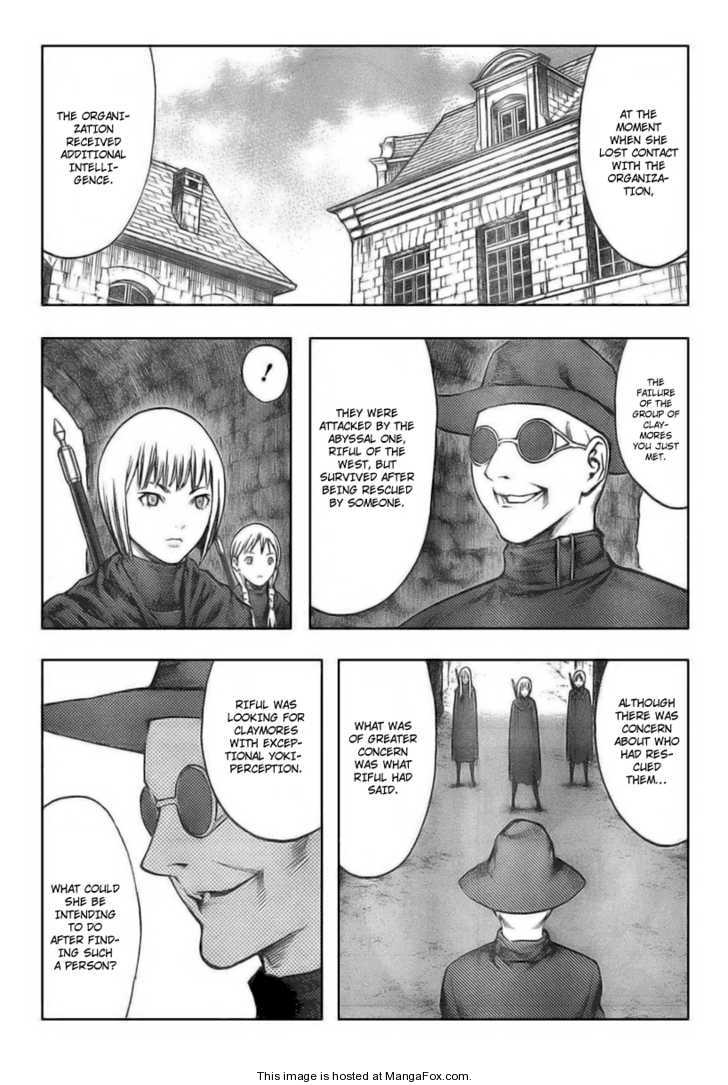 AT THE
MOMENT
WHEN SHE
LOST CONTACT
WITH THE
ORGANIZA-
TION,
THE ORGANI-
ZATION
RECEIVED
ADDITIONAL
INTELLI-
GENCE.
THE
FAILURE
OF THE
GROUP OF
CLAY-
MORES
YOU JUST
MET.
THEY WERE
ATTACKED BY THE
ABYSSAL ONE,
RIFUL OF THE
WEST, BUT
SURVIVED AFTER
BEING RESCUED
BY SOMEONE.
!
ALTHOUGH
THERE WAS
CONCERN
ABOUT WHO
HAD RES-
CUED
THEM...
WHAT WAS
OF GREATER
CONCERN
WAS WHAT
RIFUL HAD
SAID.
RIFUL WAS
LOOKING FOR
CLAYMORES
WITH EXCEP-
TIONAL YOKI-
PERCEPTION.
WHAT COULD
SHE BE
INTENDING
TO DO
AFTER FIND-
ING SUCH
A PERSON?
This image is hosted at MangaFox.com.